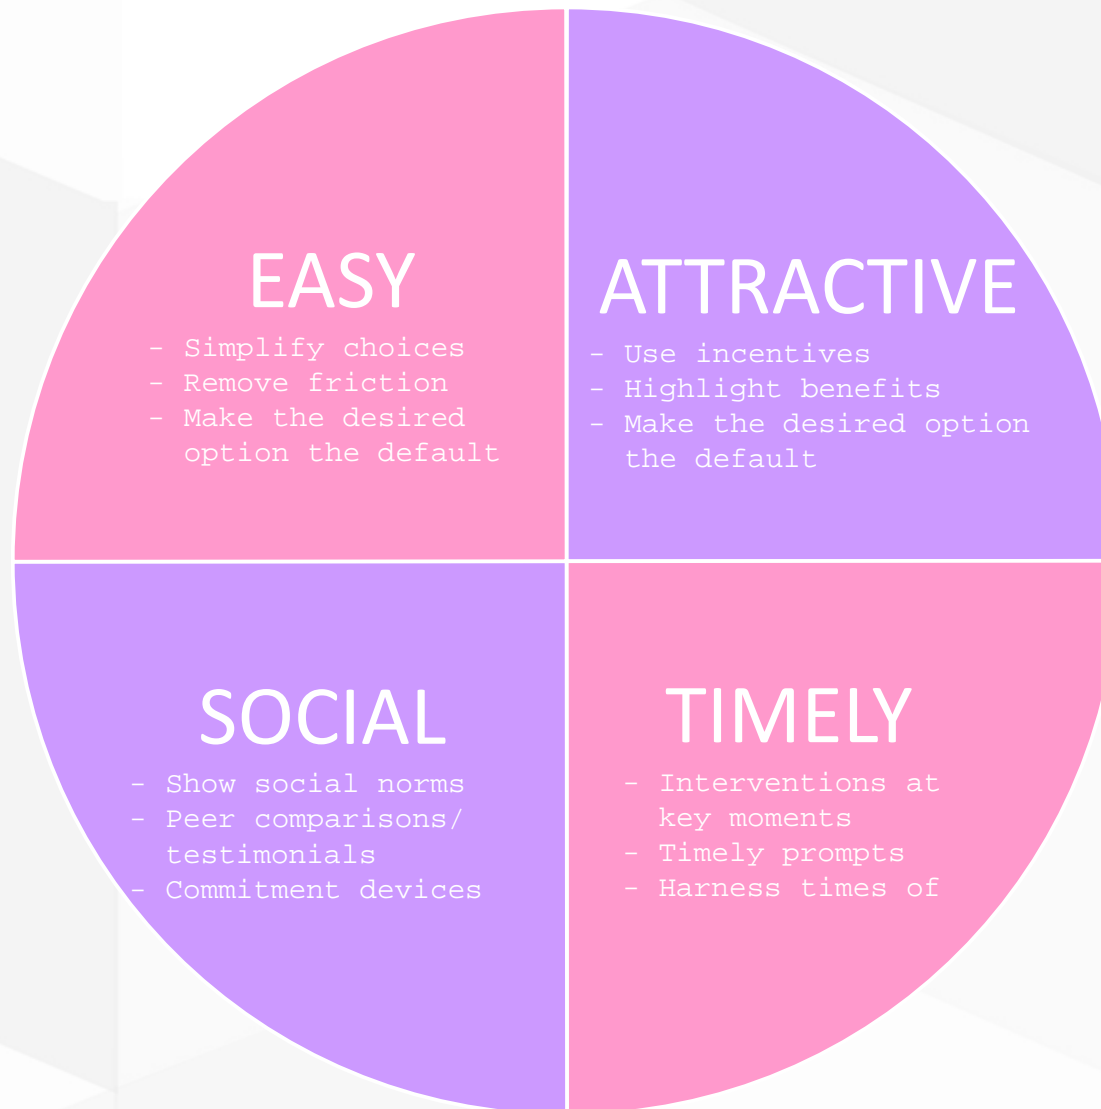 EASY
- Simplify choices
- Remove friction
- Make the desired
option the default
ATTRACTIVE
- Use incentives
- Highlight benefits
- Make the desired option
the default
SOCIAL
- Show social norms
- Peer comparisons/
testimonials
- Commitment devices
TIMELY
- Interventions at
key moments
- Timely prompts
- Harness times of